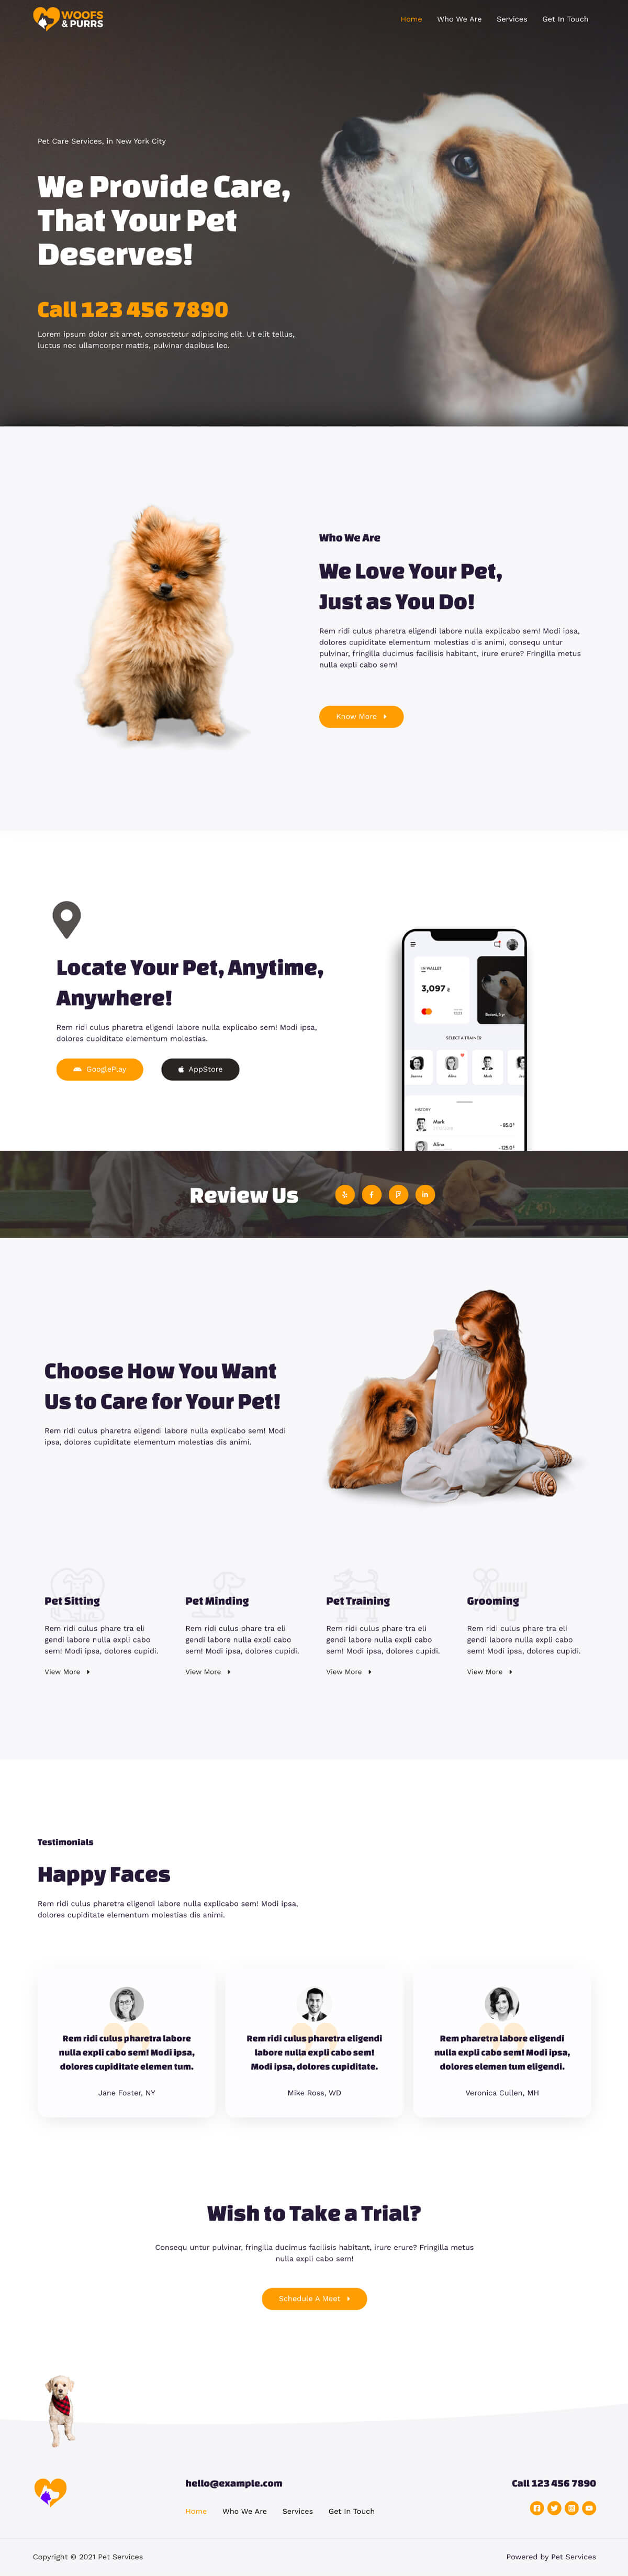 WOOFS
& PURRS
Home
Who We Are
Services
Get In Touch
Pet Care Services, in New York City
We Provide Care,
That Your Pet
Deserves!
Call 123 456 7890
Lorem ipsum dolor sit amet, consectetur adipiscing elit. Ut elit tellus,
luctus nec ullamcorper mattis, pulvinar dapibus leo.
Who We Are
We Love Your Pet,
Just as You Do!
Rem ridi culus pharetra eligendi labore nulla explicabo sem! Modi ipsa,
dolores cupiditate elementum molestias dis animi, consequ untur
pulvinar, fringilla ducimus facilisis habitant, irure erure? Fringilla metus
nulla expli cabo sem!
Know More
Locate Your Pet, Anytime,
Anywhere!
Rem ridi culus pharetra eligendi labore nulla explicabo sem! Modi ipsa,
dolores cupiditate elementum molestias.
GooglePlay
AppStore
IN WALLET
3,097
SELECT A TRAINER
Mark
HISTORY
Mark
- 85.0
Alina
- 125.0
Review Us
Choose How You Want
Us to Care for Your Pet!
Rem ridi culus pharetra eligendi labore nulla explicabo sem! Modi
ipsa, dolores cupiditate elementum molestias dis animi.
Pet Sitting
Rem ridi culus phare tra eli
gendi labore nulla expli cabo
sem! Modi ipsa, dolores cupidi.
View More
Pet Minding
Rem ridi culus phare tra eli
gendi labore nulla expli cabo
sem! Modi ipsa, dolores cupidi.
View More
Pet Training
Rem ridi culus phare tra eli
gendi labore nulla expli cabo
sem! Modi ipsa, dolores cupidi.
View More
Grooming
Rem ridi culus phare tra eli
gendi labore nulla expli cabo
sem! Modi ipsa, dolores cupidi.
View More
Testimonials
Happy Faces
Rem ridi culus pharetra eligendi labore nulla explicabo sem! Modi ipsa,
dolores cupiditate elementum molestias dis animi.
Rem ridi culus pharetra labore
nulla expli cabo sem! Modi ipsa,
dolores cupiditate elemen tum.
Jane Foster, NY
Rem ridi culus pharetra eligendi
labore nulla expli cabo sem!
Modi ipsa, dolores cupiditate.
Mike Ross, WD
Rem pharetra labore eligendi
nulla expli cabo sem! Modi ipsa,
dolores elemen tum eligendi.
Veronica Cullen, MH
Wish to Take a Trial?
Consequ untur pulvinar, fringilla ducimus facilisis habitant, irure erure? Fringilla metus
nulla expli cabo sem!
Schedule A Meet
hello@example.com
Home
Who We Are
Services
Get In Touch
Call 123 456 7890
Copyright © 2021 Pet Services
Powered by Pet Services